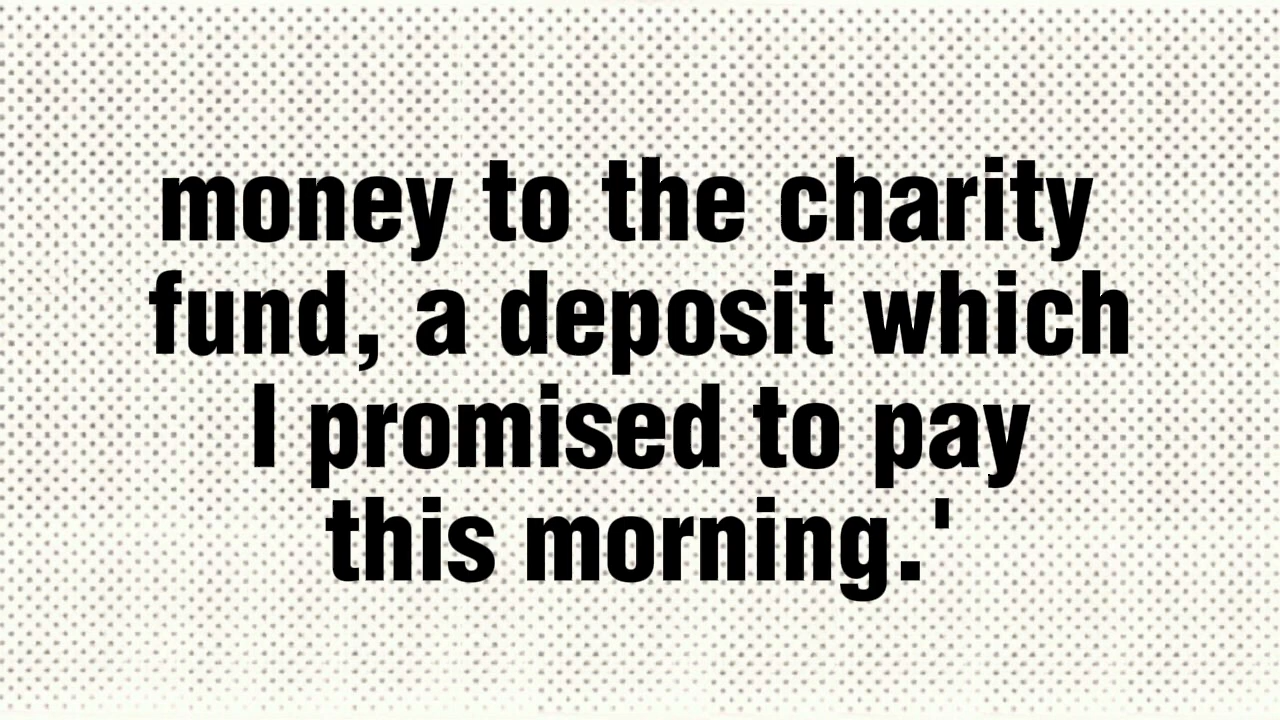 money to the charity
fund, a deposit which
I promised to pay
this morning.'